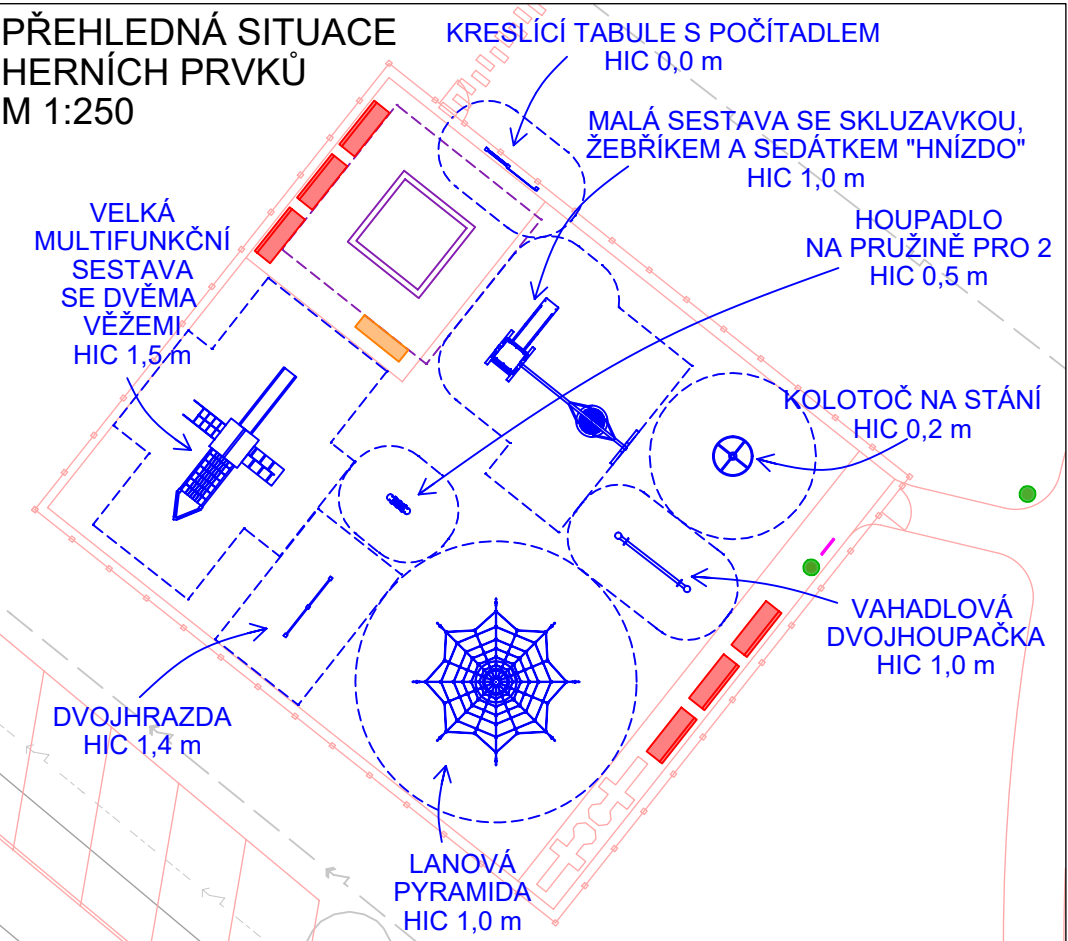 PŘEHLEDNÁ SITUACE
HERNÍCH PRVKŮ
M 1:250
KRESLÍCÍ TABULE S POČÍTADLEM
HIC 0,0 m
MALÁ SESTAVA SE SKLUZAVKOU,
ŽEBŘÍKEM A SEDÁTKEM "HNÍZDO"
HIC 1,0 m
VELKÁ
MULTIFUNKČNÍ
SESTAVA
SE DVĚMA
VĚŽEMI
HIC 1,5 m
HOUPADLO
NA PRUŽINĚ PRO 2
HIC 0,5 m
KOLOTOČ NA STÁNÍ
HIC 0,2 m
VAHADLOVÁ
DVOJHOUPAČKA
HIC 1,0 m
DVOJHRAZDA
HIC 1,4 m
LANOVÁ
PYRAMIDA
HIC 1,0 m